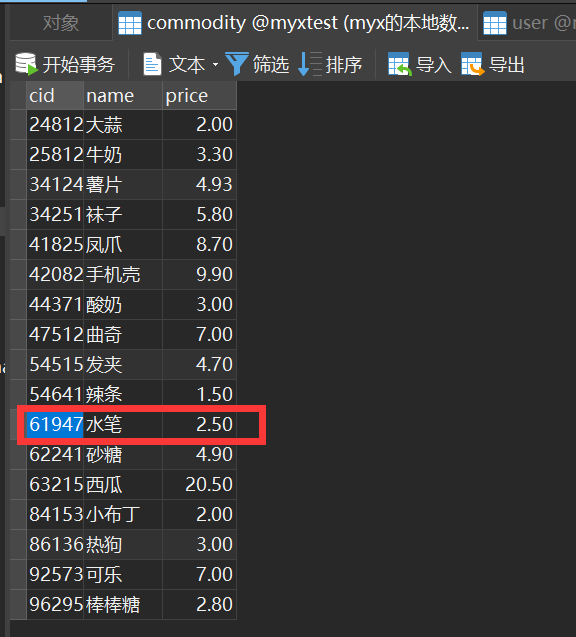 对象 commodity @myxtest (myx的本地数... user @
开始事务 文本 筛选 排序 导入 导出
cid name price
24812 大蒜 2.00
25812 牛奶 3.30
34124 薯片 4.93
34251 袜子 5.80
41825 凤爪 8.70
42082 手机壳 9.90
44371 酸奶 3.00
47512 曲奇 7.00
54515 发夹 4.70
54641 辣条 1.50
61947 水笔 2.50
62241 砂糖 4.90
63215 西瓜 20.50
84153 小布丁 2.00
86136 热狗 3.00
92573 可乐 7.00
96295 棒棒糖 2.80